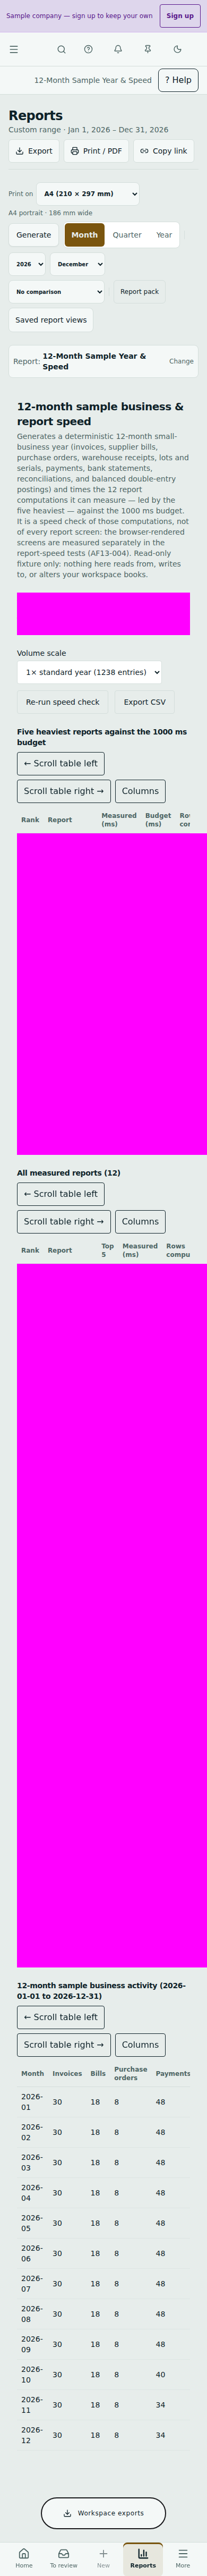 Sample company — sign up to keep your own
Sign up
12-Month Sample Year & Speed
? Help
Reports
Custom range · Jan 1, 2026 – Dec 31, 2026
Export
Print / PDF
Copy link
Print on
A4 (210 × 297 mm)
A4 portrait · 186 mm wide
Generate
Month
Quarter
Year
2026
December
No comparison
Report pack
Saved report views
Report:
12-Month Sample Year &
Speed
Change
12-month sample business &
report speed
Generates a deterministic 12-month small-
business year (invoices, supplier bills,
purchase orders, warehouse receipts, lots and
serials, payments, bank statements,
reconciliations, and balanced double-entry
postings) and times the 12 report
computations it can measure — led by the
five heaviest — against the 1000 ms budget.
It is a speed check of those computations, not
of every report screen: the browser-rendered
screens are measured separately in the
report-speed tests (AF13-004). Read-only
fixture only: nothing here reads from, writes
to, or alters your workspace books.
Volume scale
1× standard year (1238 entries)
Re-run speed check
Export CSV
Five heaviest reports against the 1000 ms
budget
← Scroll table left
Scroll table right →
Columns
Rank Report Measured (ms) Budget (ms)
All measured reports (12)
← Scroll table left
Scroll table right →
Columns
Rank Report Top 5 Measured (ms) Rows
12-month sample business activity (2026-
01-01 to 2026-12-31)
← Scroll table left
Scroll table right →
Columns
Month Invoices Bills Purchase orders Payments
2026-01 30 18 8 48
2026-02 30 18 8 48
2026-03 30 18 8 48
2026-04 30 18 8 48
2026-05 30 18 8 48
2026-06 30 18 8 48
2026-07 30 18 8 48
2026-08 30 18 8 48
2026-09 30 18 8 48
2026-10 30 18 8 40
2026-11 30 18 8 34
2026-12 30 18 8 34
Workspace exports
Home
To review
New
Reports
More